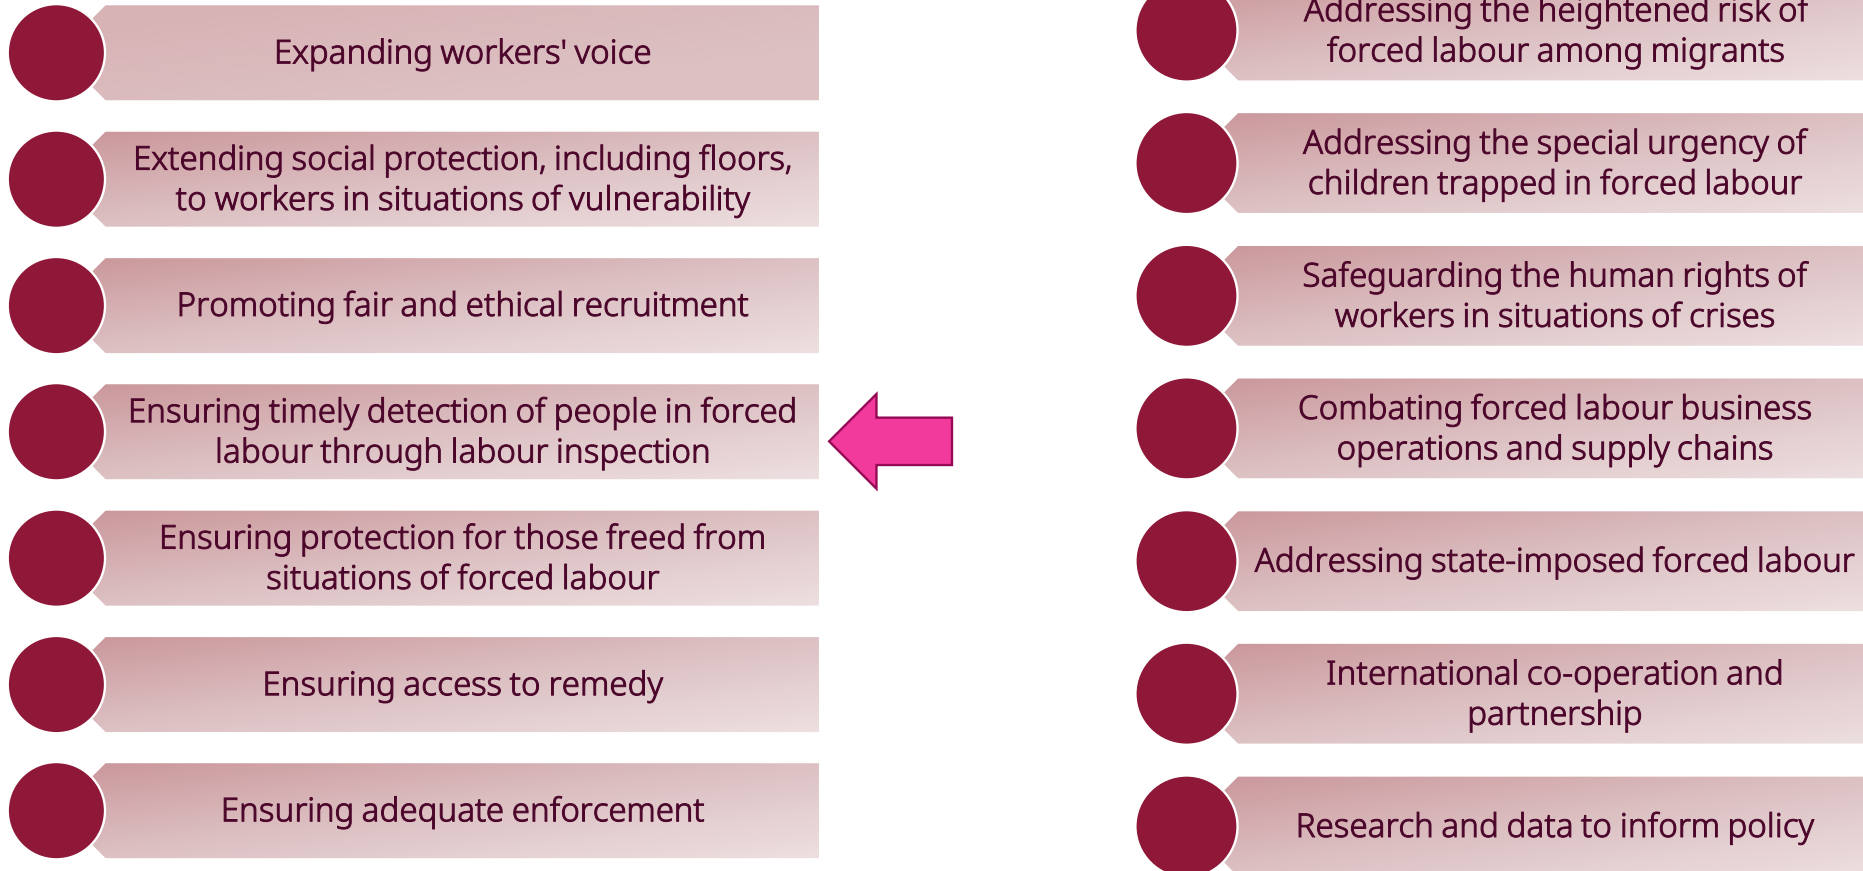 Expanding workers' voice
Extending social protection, including floors,
to workers in situations of vulnerability
Promoting fair and ethical recruitment
Ensuring timely detection of people in forced
labour through labour inspection
Ensuring protection for those freed from
situations of forced labour
Ensuring access to remedy
Ensuring adequate enforcement
Addressing the heightened risk of
forced labour among migrants
Addressing the special urgency of
children trapped in forced labour
Safeguarding the human rights of
workers in situations of crises
Combating forced labour business
operations and supply chains
Addressing state-imposed forced labour
International co-operation and
partnership
Research and data to inform policy